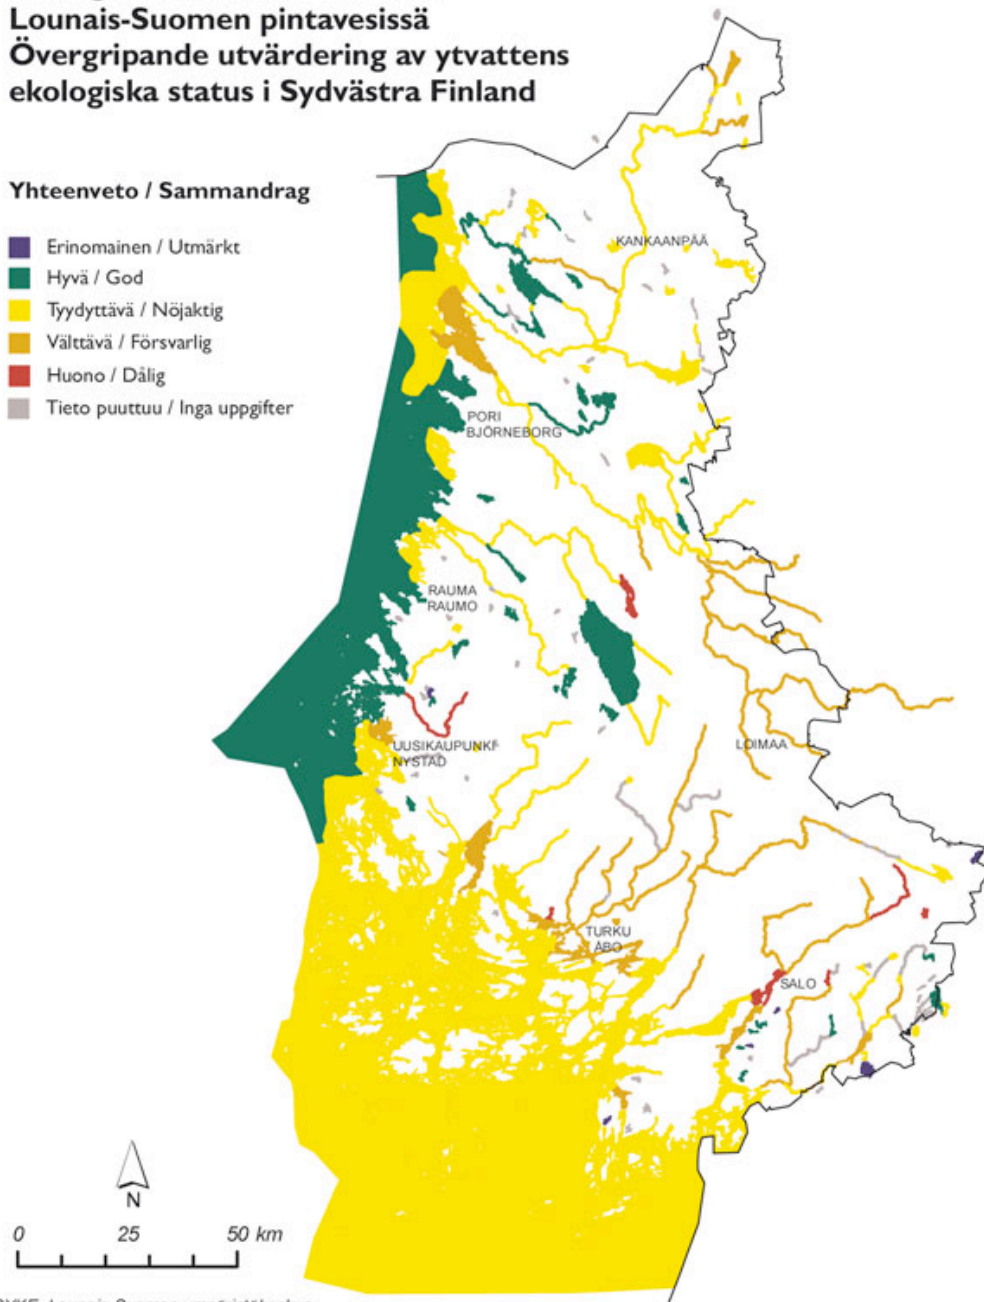 Lounais-Suomen pintavesissä
Övergripande utvärdering av ytvattens
ekologiska status i Sydvästra Finland
Yhteenveto / Sammandrag
Erinomainen / Utmärkt
Hyvä / God
Tyydyttävä / Nöjaktig
Välttävä / Försvarlig
Huono / Dålig
Tieto puuttuu / Inga uppgifter
KANKAANPÄÄ
PORI
BJÖRNEBORG
RAUMA
RAUMO
UUSIKAUPUNKI
NYSTAD
LOIMAA
TURKU
ÅBO
SALO
N
0 25 50 km